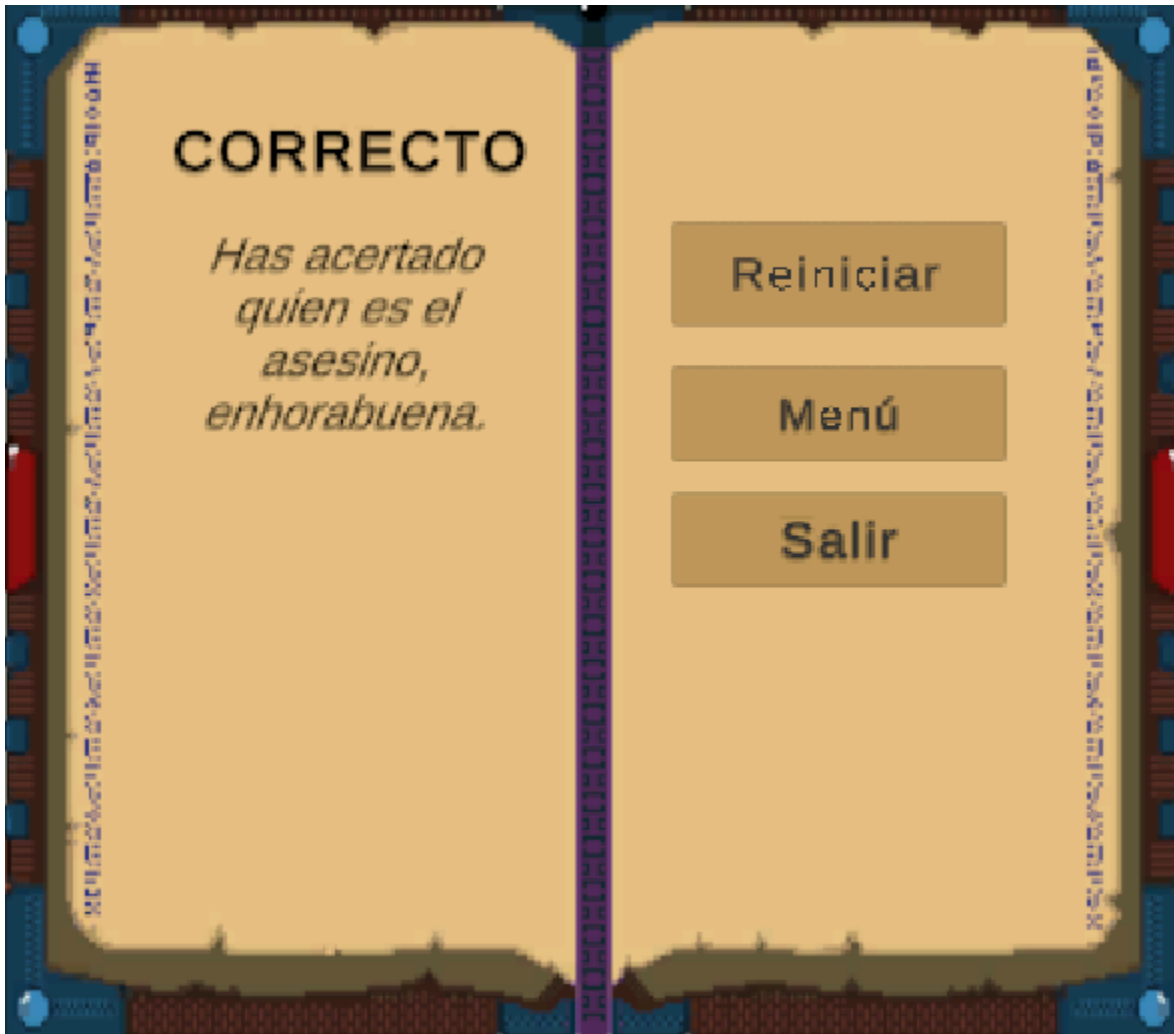 CORRECTO
Has acertado
quien es el
asesino,
enhorabuena.
Reiniciar
Menú
Salir